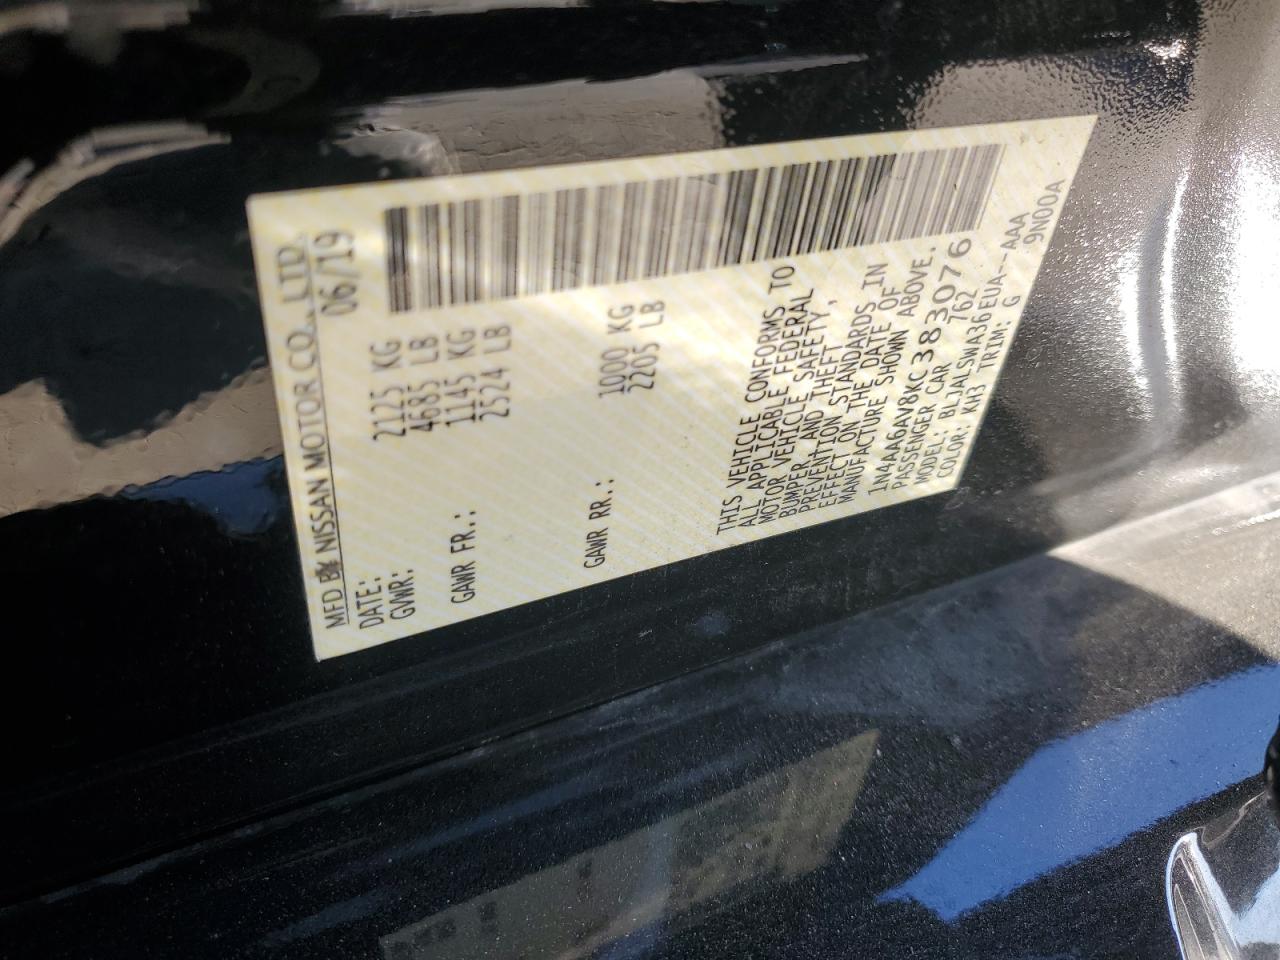 MFD BY NISSAN MOTOR CO., LTD.
DATE: 06/19
GVWR: 2125 KG
4685 LB
GAWR FR.: 1145 KG
2524 LB
GAWR RR.: 1000 KG
2205 LB
THIS VEHICLE CONFORMS TO
ALL APPLICABLE FEDERAL
MOTOR VEHICLE SAFETY,
BUMPER AND THEFT
PREVENTION STANDARDS IN
EFFECT ON THE DATE OF
MANUFACTURE SHOWN ABOVE.
1N4AA6AV8KC383076
PASSENGER CAR 762
MODEL: BLJALSWA36EUA--AAA
COLOR: KH3 TRIM: G 9N00A